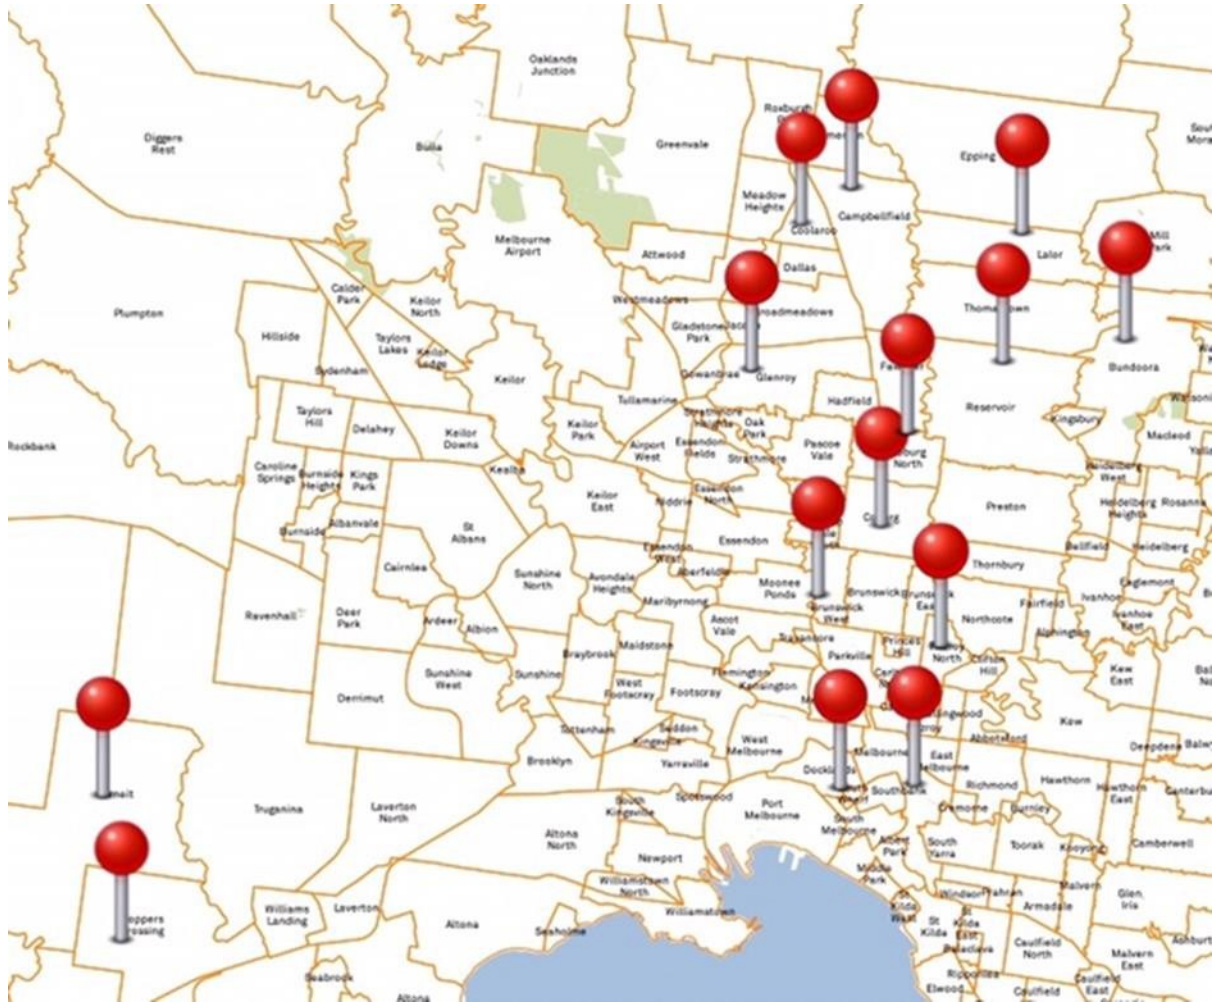 Oaklands
Junction
Diggers
Rest
Bulla
Greenvale
Roxburgh
Epping
Meadow
Heights
Campbellfield
Coolaroo
Melbourne
Airport
Attwood
Dallas
Lalor
Mill
Calder
Park
Keilor
North
Westmeadows
Plumpton
Hillside
Taylors
Lakes
Keilor
Lodge
Gladstone
Park
Sydenham
Keilor
Gowanbrae
Glenroy
Bundoora
Tullamarine
Hadfield
Reservoir
Kingsbury
Taylors
Hill
Delahey
Keilor
Downs
Keilor
Park
Airport
West
Strathmore
Heights
Oak
Park
Essendon
Fields
Strathmore
Pascoe
Vale
North
Macleod
Caroline
Springs
Burnside
Heights
Kings
Park
Kealba
Heidelberg
West
Keilor
East
Niddrie
Essendon
North
Preston
Heidelberg
Heights
Rosanna
Burnside
Albanvale
St
Albans
Essendon
Essendon
West
Bellfield
Heidelberg
Cairnlea
Sunshine
North
Avondale
Heights
Aberfeldie
Moonee
Ponds
Thornbury
Eaglemont
Ivanhoe
Maribyrnong
Brunswick
Brunswick
West
Northcote
Fairfield
Ivanhoe
East
Ravenhall
Deer
Park
Ardeer
Albion
Ascot
Vale
Travancore
Princes
Hill
Alphington
Braybrook
Maidstone
Parkville
North
Clifton
Hill
Derrimut
Sunshine
West
Sunshine
West
Footscray
Footscray
Flemington
Kensington
Kew
East
Tottenham
Seddon
Kingsville
Yarraville
West
Melbourne
Abbotsford
Kew
Deepdene
Brooklyn
Melbourne
East
Docklands
Southbank
Richmond
Hawthorn
Hawthorn
East
Truganina
Laverton
North
South
Kingsville
Spotswood
Port
Melbourne
South
Melbourne
Cremorne
Burnley
Altona
North
Newport
Albert
Park
South
Yarra
Toorak
Kooyong
Camberwell
Williamstown
North
Middle
Park
Windsor
Prahran
Malvern
Glen
Iris
Williams
Landing
Laverton
Altona
Seaholme
Williamstown
St
Kilda
West
St
Kilda
St
Kilda
East
Armadale
Balaclava
Caulfield
North
Malvern
East
Seabrook
Ripponlea
Elwood
Caulfield
Caulfield
East
Altona